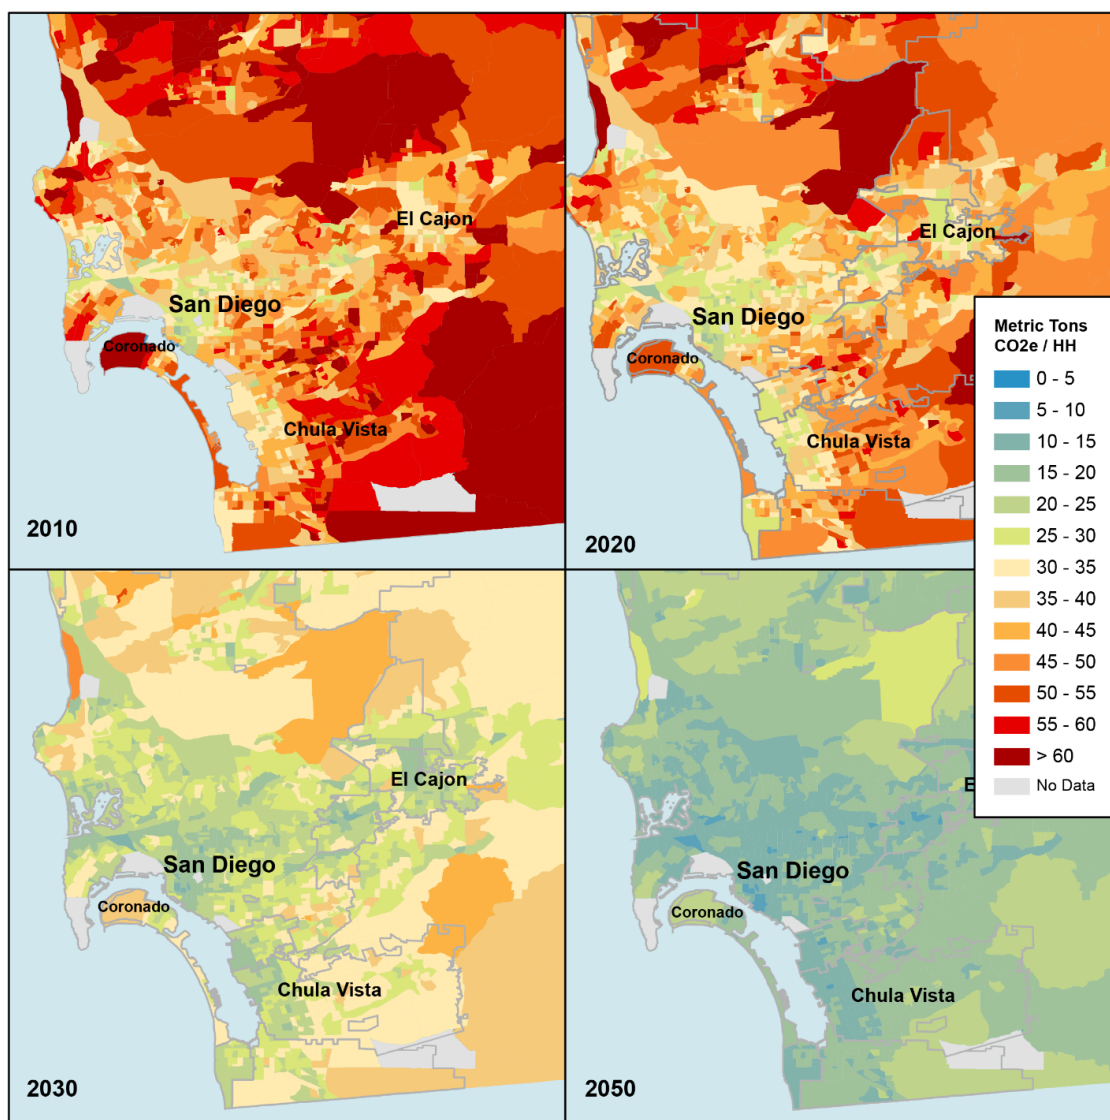 El Cajon
San Diego
Coronado
Chula Vista
2010
El Cajon
San Diego
Coronado
Chula Vista
2020
Metric Tons
CO2e / HH
0 - 5
5 - 10
10 - 15
15 - 20
20 - 25
25 - 30
30 - 35
35 - 40
40 - 45
45 - 50
50 - 55
55 - 60
> 60
No Data
El Cajon
San Diego
Coronado
Chula Vista
2030
E
San Diego
Coronado
Chula Vista
2050